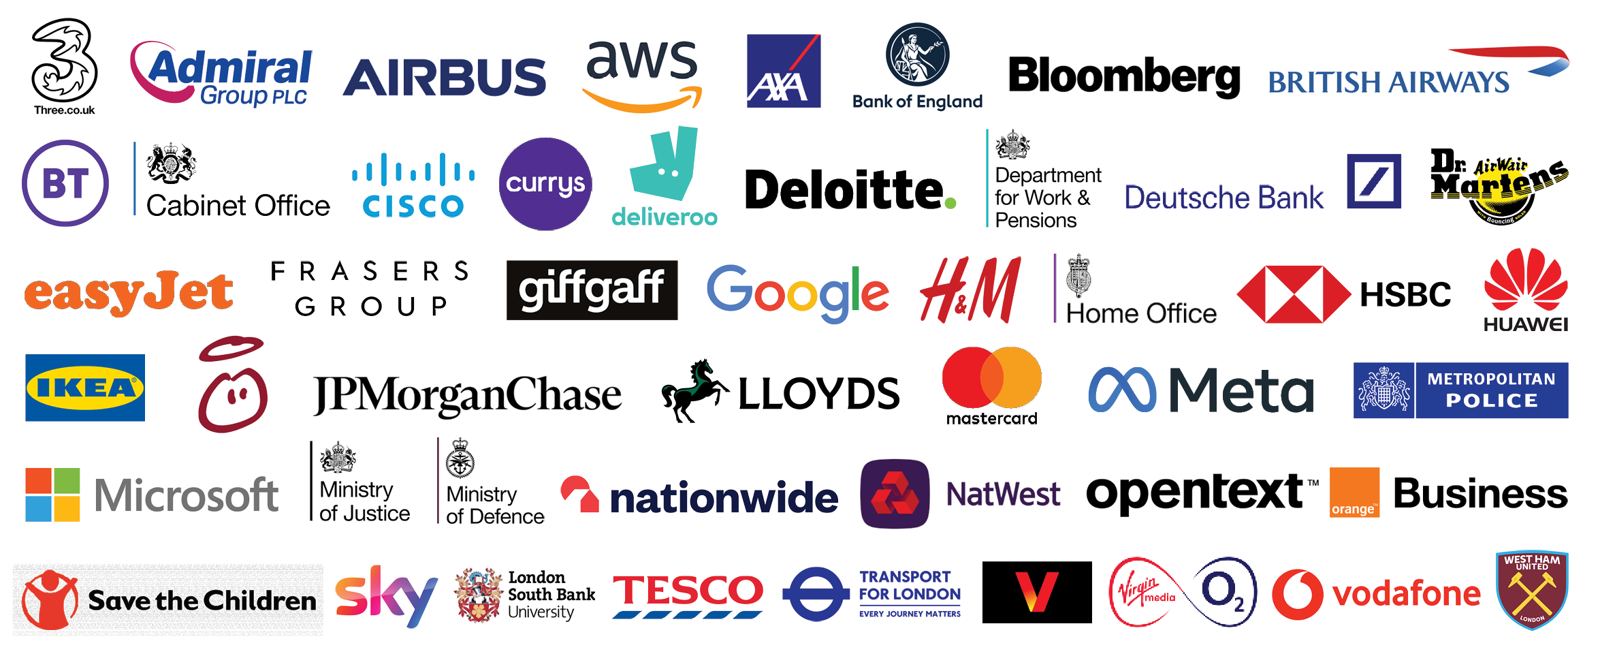 3
Three.co.uk
Admiral
Group PLC
AIRBUS
aws
AXA
Bank of England
Bloomberg
BRITISH AIRWAYS
BT
Cabinet Office
CISCO
currys
deliveroo
Deloitte.
Department
for Work &
Pensions
Deutsche Bank
Dr.
AirWair
Martens
easyJet
FRASERS
GROUP
giffgaff
Google
H&M
Home Office
HSBC
HUAWEI
IKEA®
JPMorganChase
LLOYDS
mastercard
Meta
METROPOLITAN
POLICE
Microsoft
Ministry
of Justice
Ministry
of Defence
nationwide
NatWest
opentext™
orange™
Business
Save the Children
sky
London
South Bank
University
TESCO
TRANSPORT
FOR LONDON
EVERY JOURNEY MATTERS
V
Virgin
media
O2
vodafone
WEST HAM
UNITED
LONDON